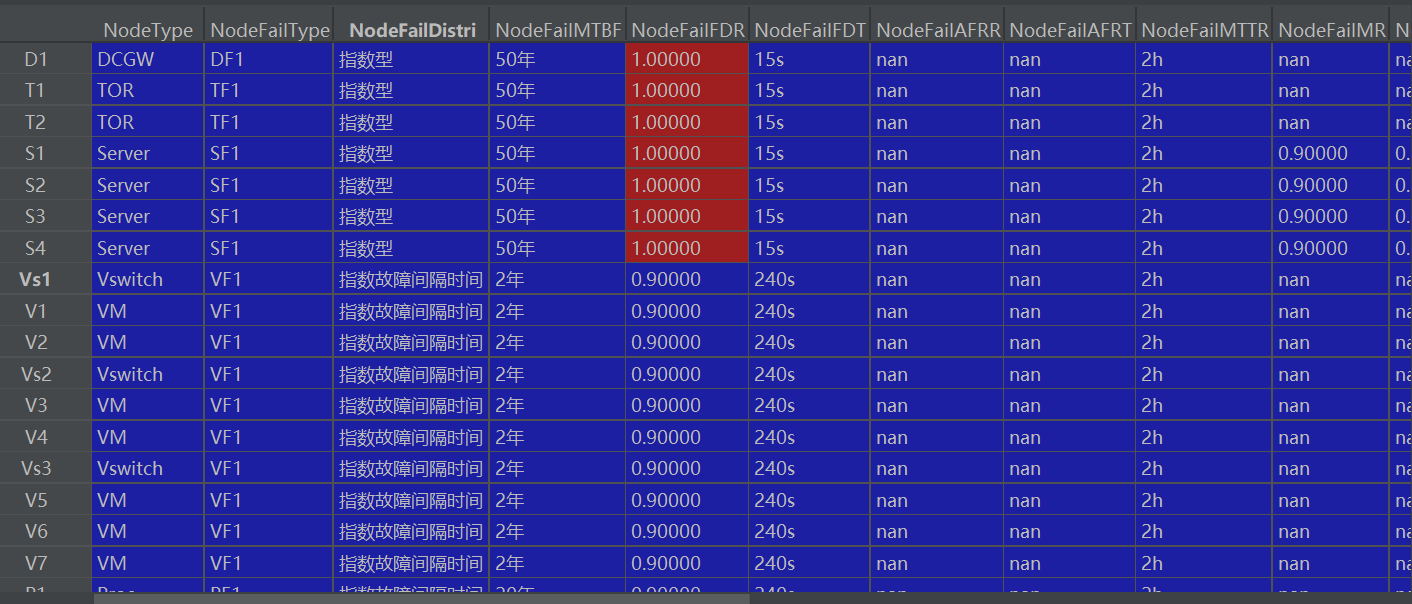 NodeType NodeFailType NodeFailDistri NodeFailMTBF NodeFailFDR NodeFailFDT NodeFailAFRR NodeFailAFRT NodeFailMTTR NodeFailMR N
D1 DCGW DF1 指数型 50年 1.00000 15s nan nan 2h nan na
T1 TOR TF1 指数型 50年 1.00000 15s nan nan 2h nan na
T2 TOR TF1 指数型 50年 1.00000 15s nan nan 2h nan na
S1 Server SF1 指数型 50年 1.00000 15s nan nan 2h 0.90000 0.
S2 Server SF1 指数型 50年 1.00000 15s nan nan 2h 0.90000 0.
S3 Server SF1 指数型 50年 1.00000 15s nan nan 2h 0.90000 0.
S4 Server SF1 指数型 50年 1.00000 15s nan nan 2h 0.90000 0.
Vs1 Vswitch VF1 指数故障间隔时间 2年 0.90000 240s nan nan 2h nan na
V1 VM VF1 指数故障间隔时间 2年 0.90000 240s nan nan 2h nan na
V2 VM VF1 指数故障间隔时间 2年 0.90000 240s nan nan 2h nan na
Vs2 Vswitch VF1 指数故障间隔时间 2年 0.90000 240s nan nan 2h nan na
V3 VM VF1 指数故障间隔时间 2年 0.90000 240s nan nan 2h nan na
V4 VM VF1 指数故障间隔时间 2年 0.90000 240s nan nan 2h nan na
Vs3 Vswitch VF1 指数故障间隔时间 2年 0.90000 240s nan nan 2h nan na
V5 VM VF1 指数故障间隔时间 2年 0.90000 240s nan nan 2h nan na
V6 VM VF1 指数故障间隔时间 2年 0.90000 240s nan nan 2h nan na
V7 VM VF1 指数故障间隔时间 2年 0.90000 240s nan nan 2h nan na